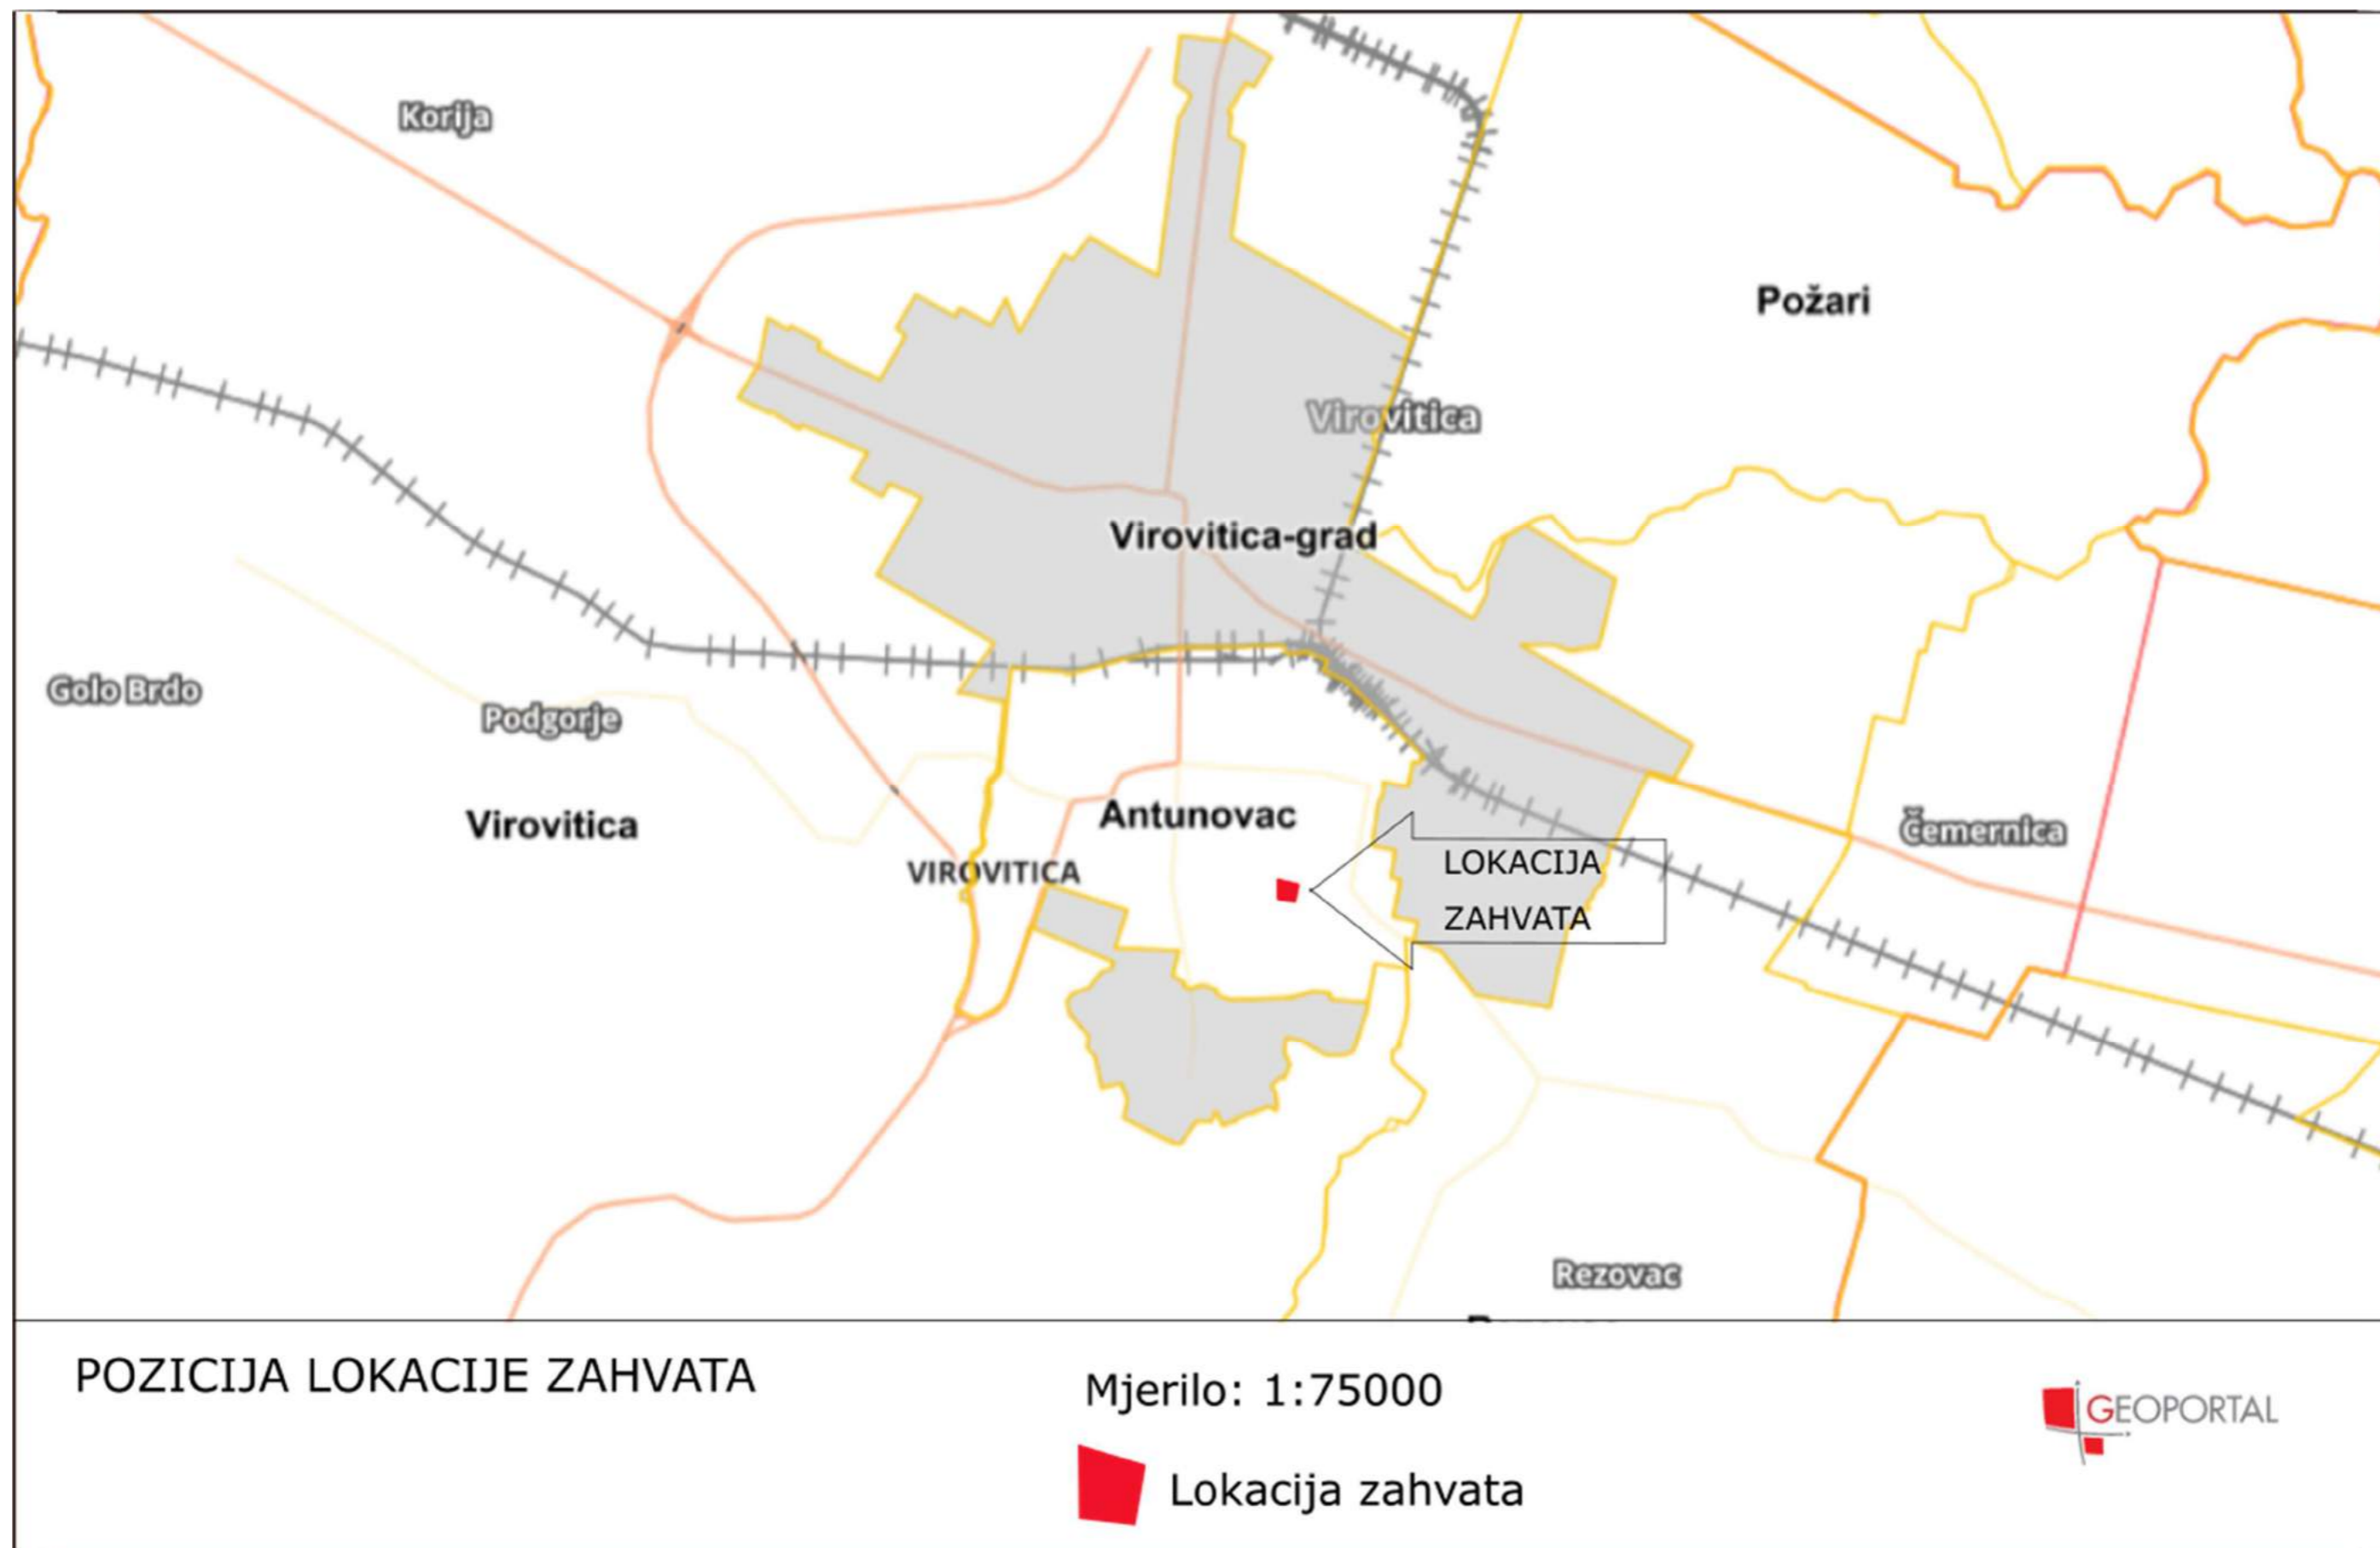 Korija
Požari
Virovitica
Virovitica-grad
Golo Brdo
Podgorje
Virovitica
Antunovac
Čemernica
VIROVITICA
LOKACIJA
ZAHVATA
Rezovac
POZICIJA LOKACIJE ZAHVATA
Mjerilo: 1:75000
GEOPORTAL
Lokacija zahvata